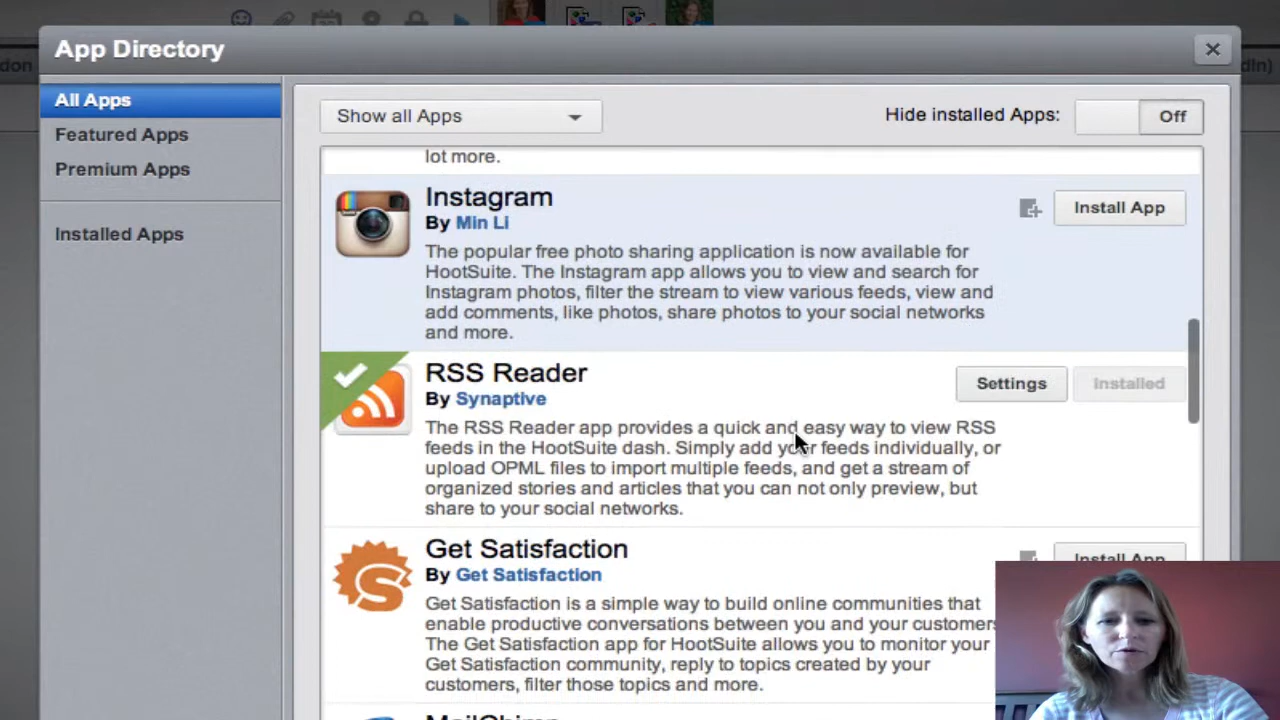 App Directory
don
dln)
All Apps
Featured Apps
Premium Apps
Installed Apps
Show all Apps
Hide installed Apps:
Off
lot more.
Instagram
By Min Li
Install App
The popular free photo sharing application is now available for
HootSuite. The Instagram app allows you to view and search for
Instagram photos, filter the stream to view various feeds, view and
add comments, like photos, share photos to your social networks
and more.
RSS Reader
By Synaptive
Settings
Installed
The RSS Reader app provides a quick and easy way to view RSS
feeds in the HootSuite dash. Simply add your feeds individually, or
upload OPML files to import multiple feeds, and get a stream of
organized stories and articles that you can not only preview, but
share to your social networks.
Get Satisfaction
By Get Satisfaction
Install App
Get Satisfaction is a simple way to build online communities that
enable productive conversations between you and your customers
The Get Satisfaction app for HootSuite allows you to monitor your
Get Satisfaction community, reply to topics created by your
customers, filter those topics and more.
MailChimp